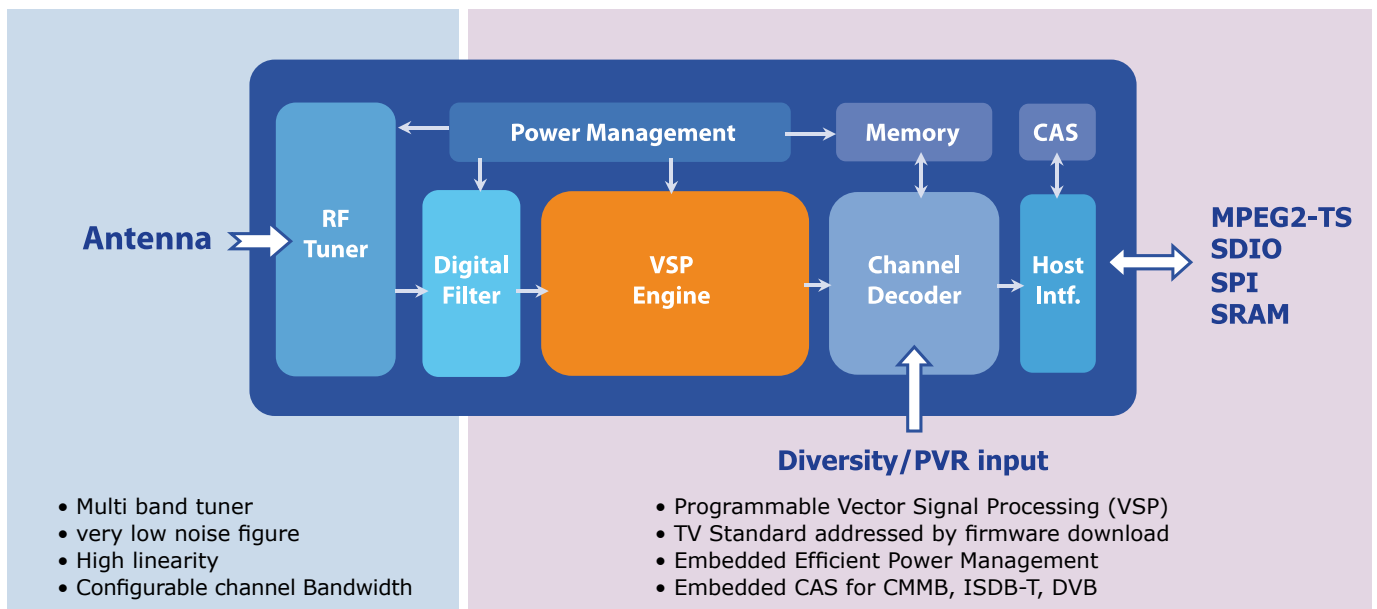 Power Management
Memory
CAS
Antenna
RF
Tuner
Digital
Filter
VSP
Engine
Channel
Decoder
Host
Intf.
MPEG2-TS
SDIO
SPI
SRAM
Diversity/PVR input
• Multi band tuner
• very low noise figure
• High linearity
• Configurable channel Bandwidth
• Programmable Vector Signal Processing (VSP)
• TV Standard addressed by firmware download
• Embedded Efficient Power Management
• Embedded CAS for CMMB, ISDB-T, DVB